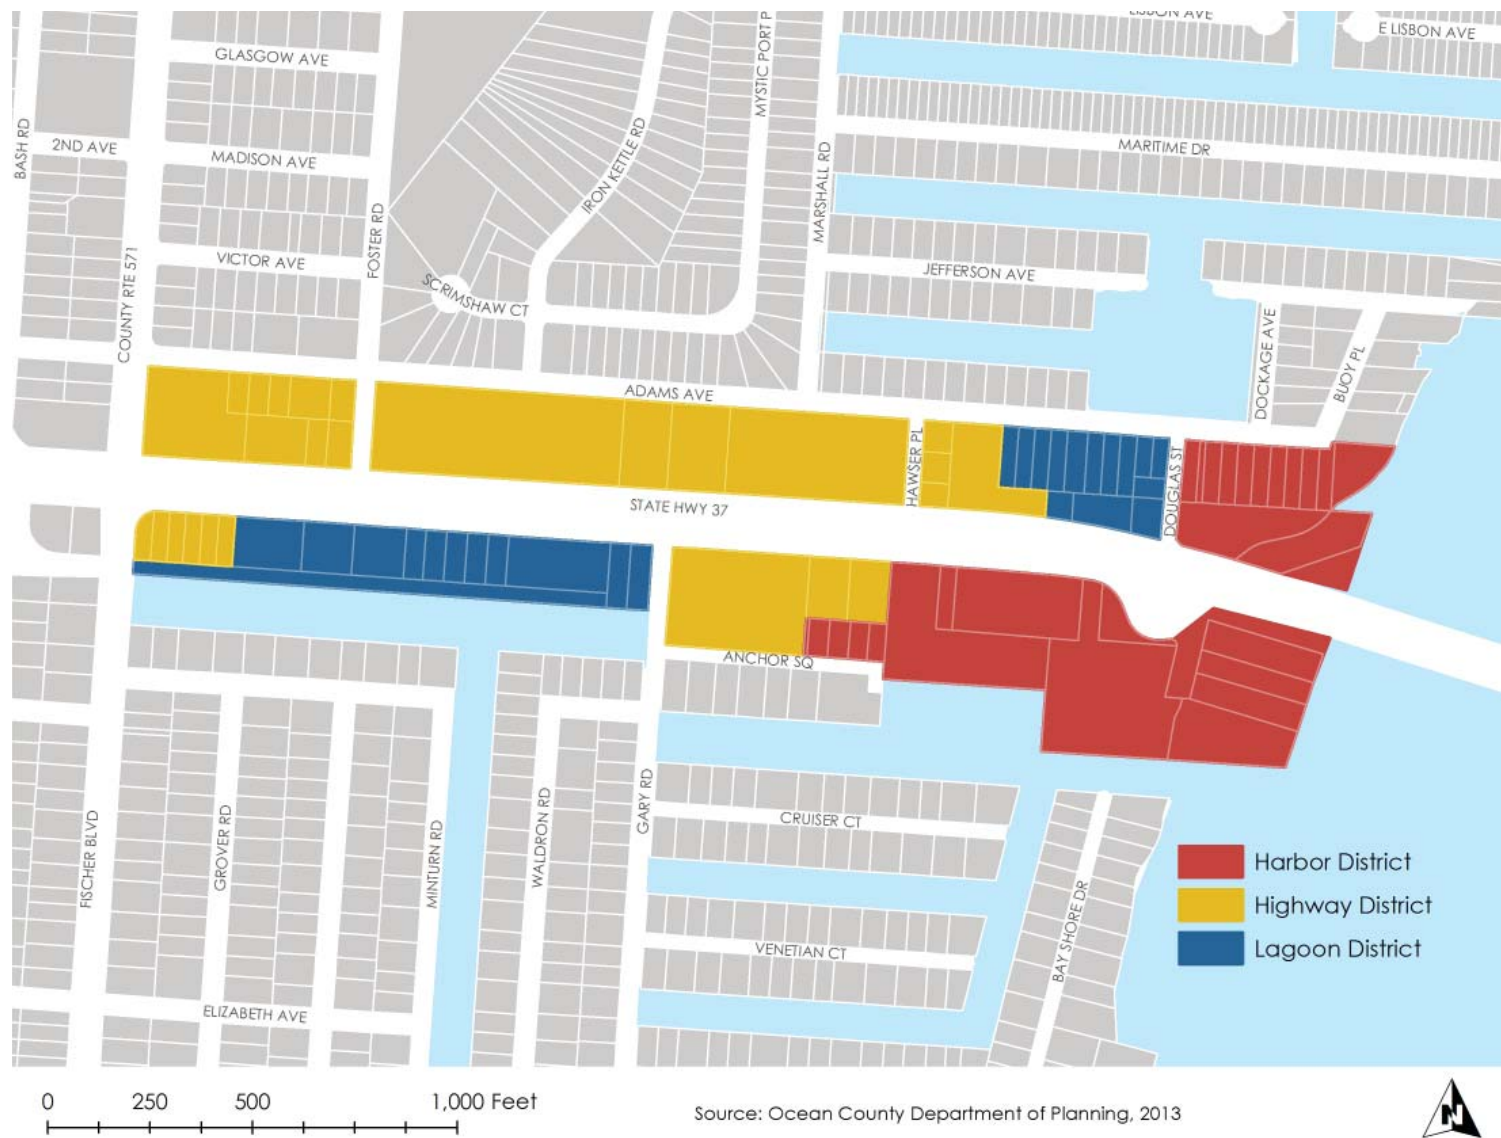 LISBON AVE
E LISBON AVE
GLASGOW AVE
MYSTIC PORT P
BASH RD
2ND AVE
MADISON AVE
IRON KETTLE RD
MARSHALL RD
MARITIME DR
FOSTER RD
VICTOR AVE
COUNTY RTE 571
SCRIMSHAW CT
JEFFERSON AVE
DOCKAGE AVE
BUOY PL
ADAMS AVE
HAWSER PL
DOUGLAS ST
STATE HWY 37
ANCHOR SQ
FISCHER BLVD
GROVER RD
MINTURN RD
WALDRON RD
GARY RD
CRUISER CT
BAY SHORE DR
VENETIAN CT
ELIZABETH AVE
Harbor District
Highway District
Lagoon District
0 250 500 1,000 Feet
Source: Ocean County Department of Planning, 2013
N